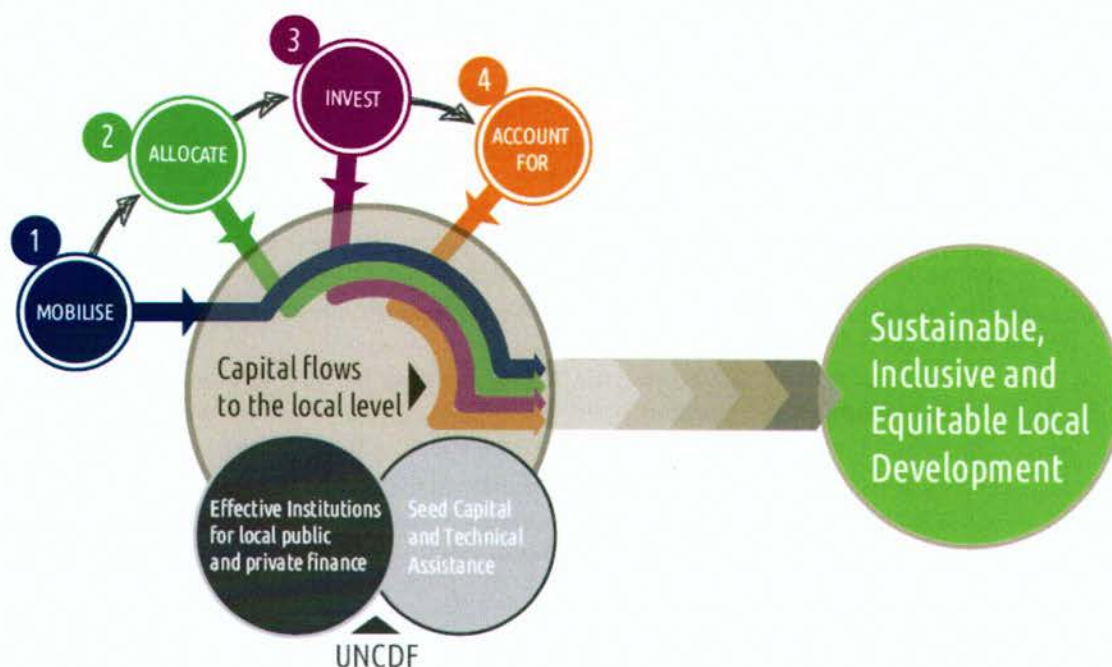 1
MOBILISE
2
ALLOCATE
3
INVEST
4
ACCOUNT
FOR
Capital flows
to the local level
Effective Institutions
for local public
and private finance
Seed Capital
and Technical
Assistance
UNCDF
Sustainable,
Inclusive and
Equitable Local
Development